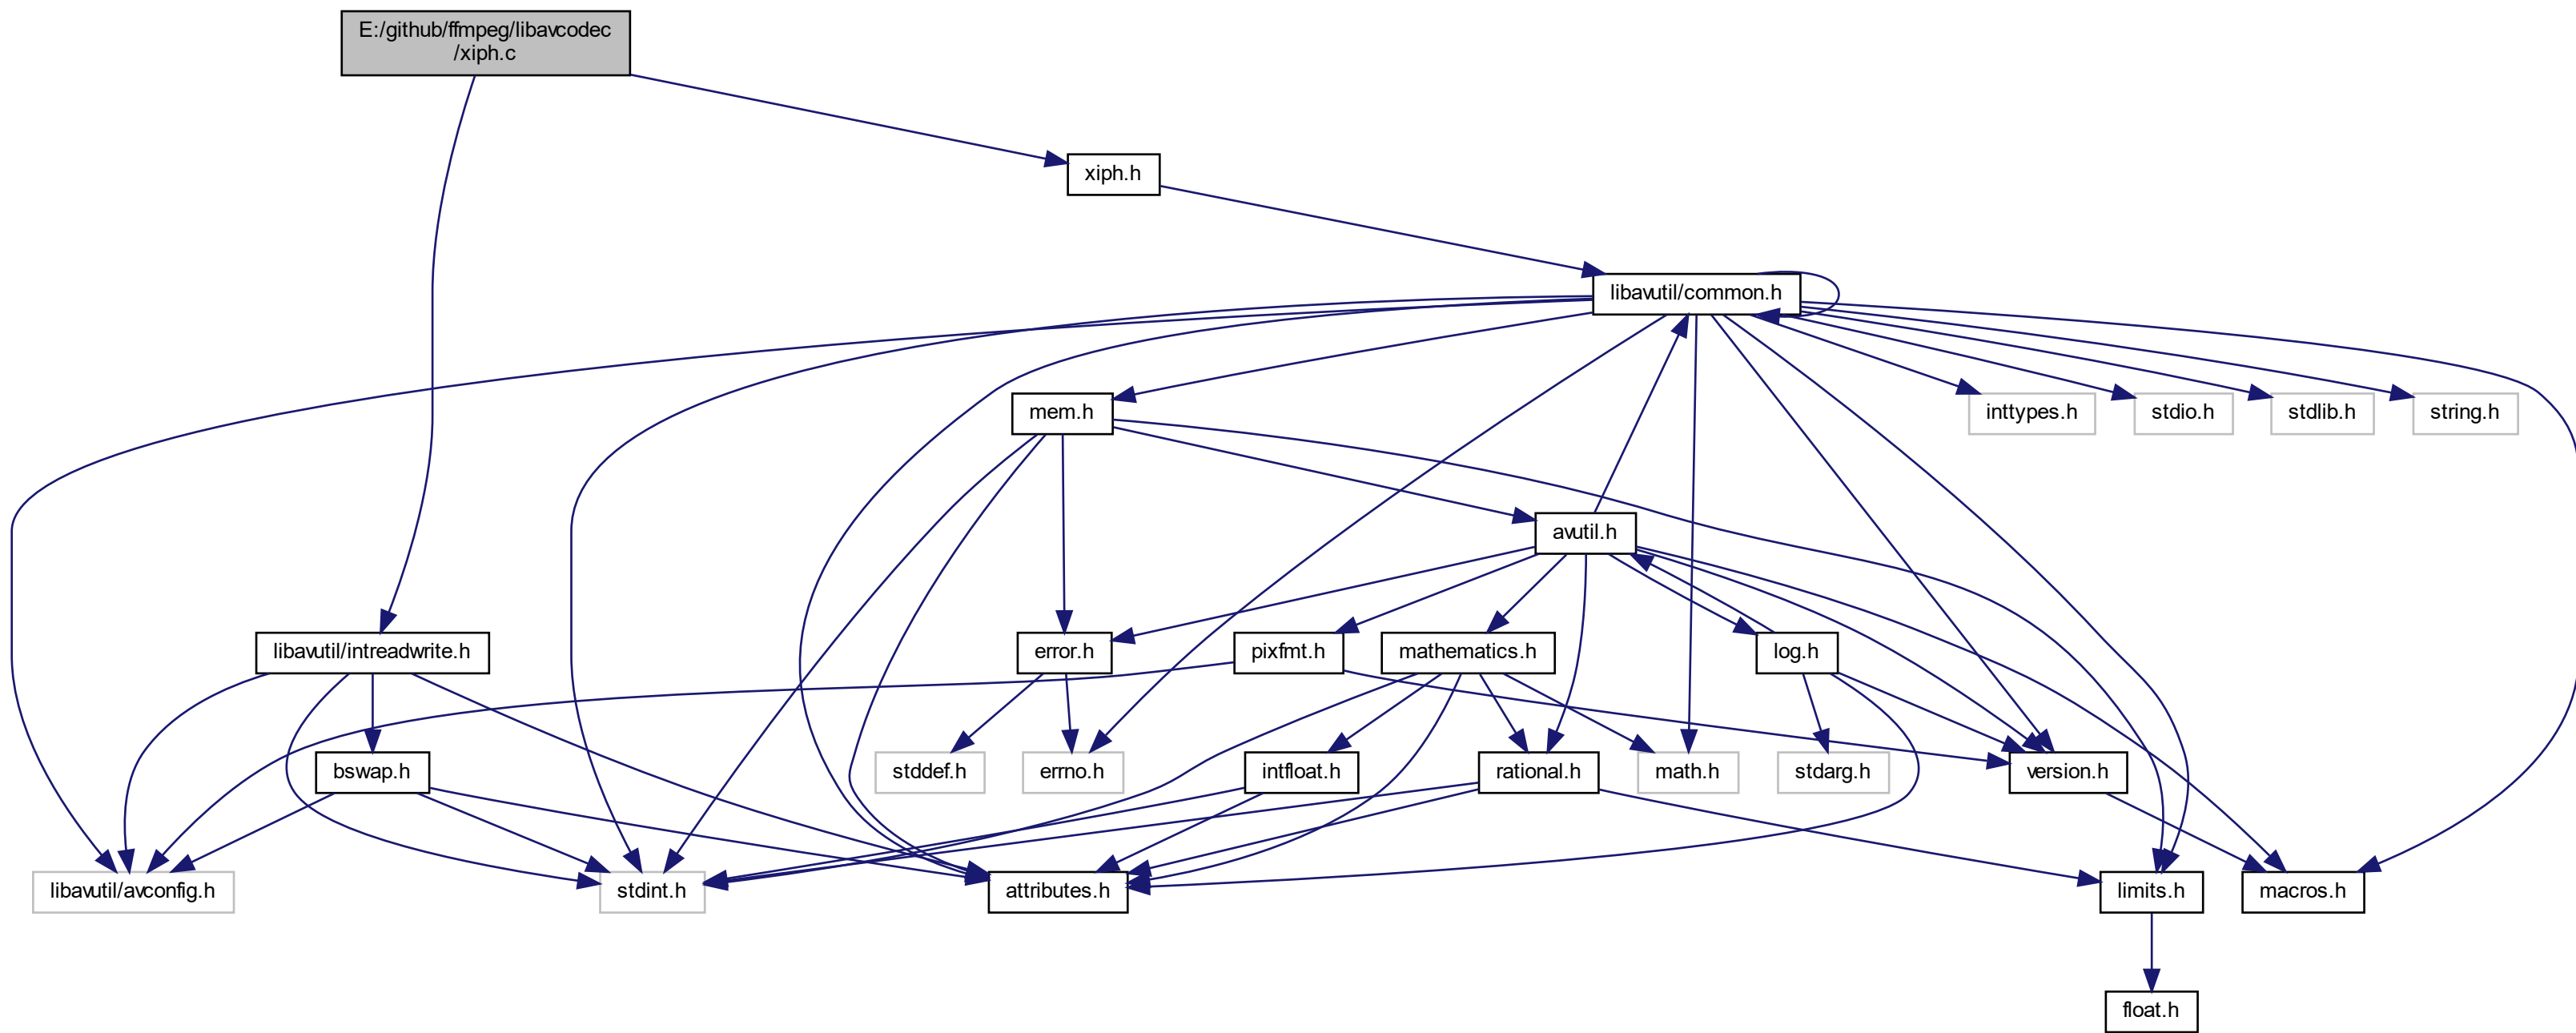 E:/github/ffmpeg/libavcodec
/xiph.c
xiph.h
libavutil/common.h
mem.h
inttypes.h
stdio.h
stdlib.h
string.h
avutil.h
libavutil/intreadwrite.h
error.h
pixfmt.h
mathematics.h
log.h
bswap.h
stddef.h
errno.h
intfloat.h
rational.h
math.h
stdarg.h
version.h
libavutil/avconfig.h
stdint.h
attributes.h
limits.h
macros.h
float.h